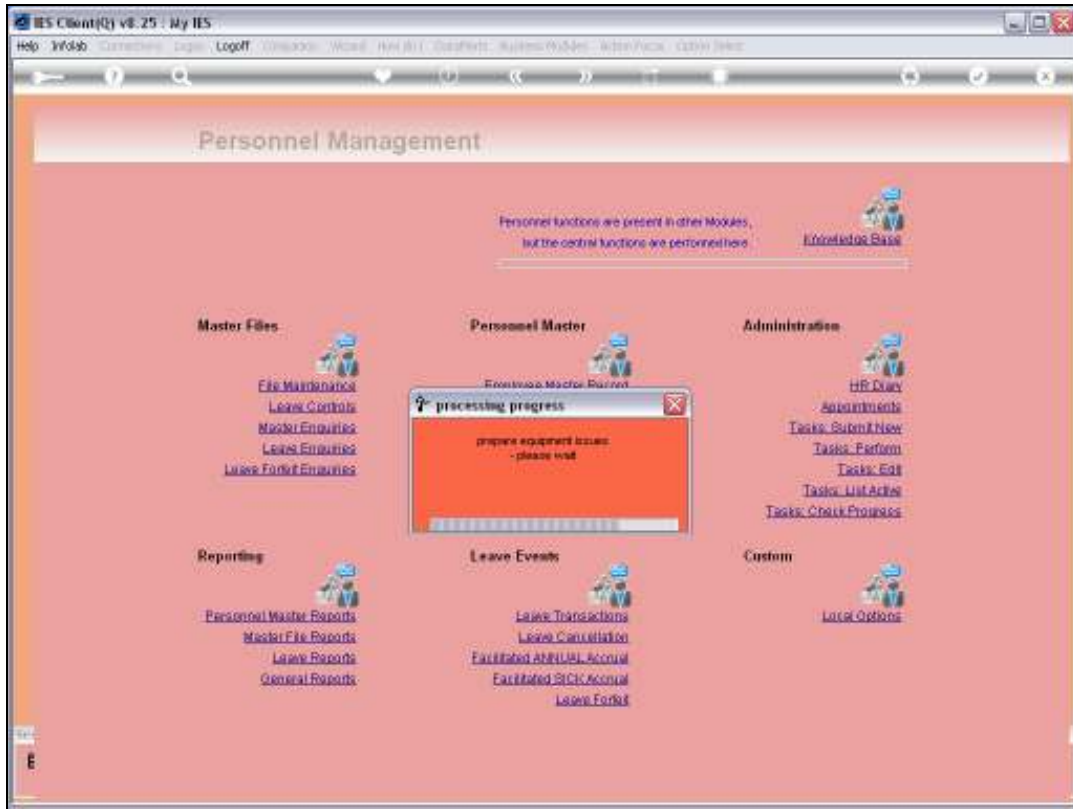 IES Client(Q) v8.25 : My IES
Help Infolab Logoff
Personnel Management
Personnel functions are present in other Modules,
but the central functions are performed here
Knowledge Base
Master Files
File Maintenance
Leave Controls
Master Enquiries
Leave Enquiries
Leave Forfeit Enquiries
Personnel Master
Employee Master Record
Administration
HR Diary
Appointments
Tasks: Submit New
Tasks: Perform
Tasks: Edit
Tasks: List Active
Tasks: Check Progress
processing progress
prepare equipment issues
- please wait
Reporting
Personnel Master Reports
Master File Reports
Leave Reports
General Reports
Leave Events
Leave Transactions
Leave Cancellation
Facilitated ANNUAL Accrual
Facilitated SICK Accrual
Leave Forfeit
Custom
Local Options